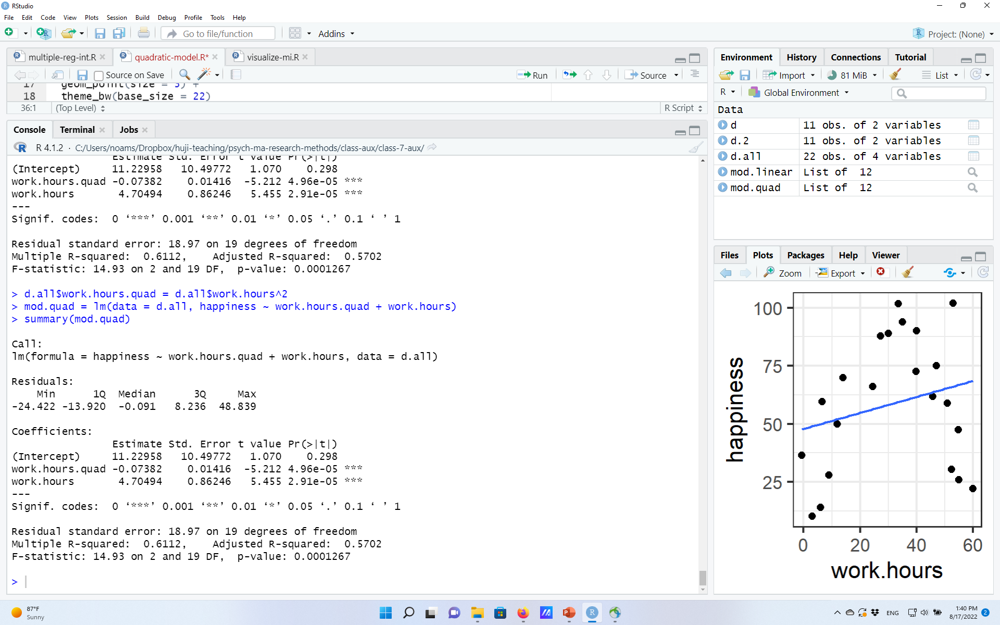 RStudio
File Edit Code View Plots Session Build Debug Profile Tools Help
Go to file/function Addins Project: (None)
multiple-reg-int.R quadratic-model.R* visualize-mi.R
Source on Save Run Source
17 geom_point(size = 3) +
18 theme_bw(base_size = 22)
36:1 (Top Level) R Script
Console Terminal Jobs
R 4.1.2 · C:/Users/noams/Dropbox/huji-teaching/psych-ma-research-methods/class-aux/class-7-aux/
Estimate Std. Error t value Pr(>|t|)
(Intercept) 11.22958 10.49772 1.070 0.298
work.hours.quad -0.07382 0.01416 -5.212 4.96e-05 ***
work.hours 4.70494 0.86246 5.455 2.91e-05 ***
---
Signif. codes: 0 ‘***’ 0.001 ‘**’ 0.01 ‘*’ 0.05 ‘.’ 0.1 ‘ ’ 1
Residual standard error: 18.97 on 19 degrees of freedom
Multiple R-squared: 0.6112, Adjusted R-squared: 0.5702
F-statistic: 14.93 on 2 and 19 DF, p-value: 0.0001267
> d.all$work.hours.quad = d.all$work.hours^2
> mod.quad = lm(data = d.all, happiness ~ work.hours.quad + work.hours)
> summary(mod.quad)
Call:
lm(formula = happiness ~ work.hours.quad + work.hours, data = d.all)
Residuals:
Min 1Q Median 3Q Max
-24.422 -13.920 -0.091 8.236 48.839
Coefficients:
Estimate Std. Error t value Pr(>|t|)
(Intercept) 11.22958 10.49772 1.070 0.298
work.hours.quad -0.07382 0.01416 -5.212 4.96e-05 ***
work.hours 4.70494 0.86246 5.455 2.91e-05 ***
---
Signif. codes: 0 ‘***’ 0.001 ‘**’ 0.01 ‘*’ 0.05 ‘.’ 0.1 ‘ ’ 1
Residual standard error: 18.97 on 19 degrees of freedom
Multiple R-squared: 0.6112, Adjusted R-squared: 0.5702
F-statistic: 14.93 on 2 and 19 DF, p-value: 0.0001267
>
Environment History Connections Tutorial
Import 81 MiB List
R Global Environment
Data
d 11 obs. of 2 variables
d.2 11 obs. of 2 variables
d.all 22 obs. of 4 variables
mod.linear List of 12
mod.quad List of 12
Files Plots Packages Help Viewer
Zoom Export
100
75
50
25
happiness
0 20 40 60
work.hours
87°F
Sunny
ENG
1:40 PM
8/17/2022
2